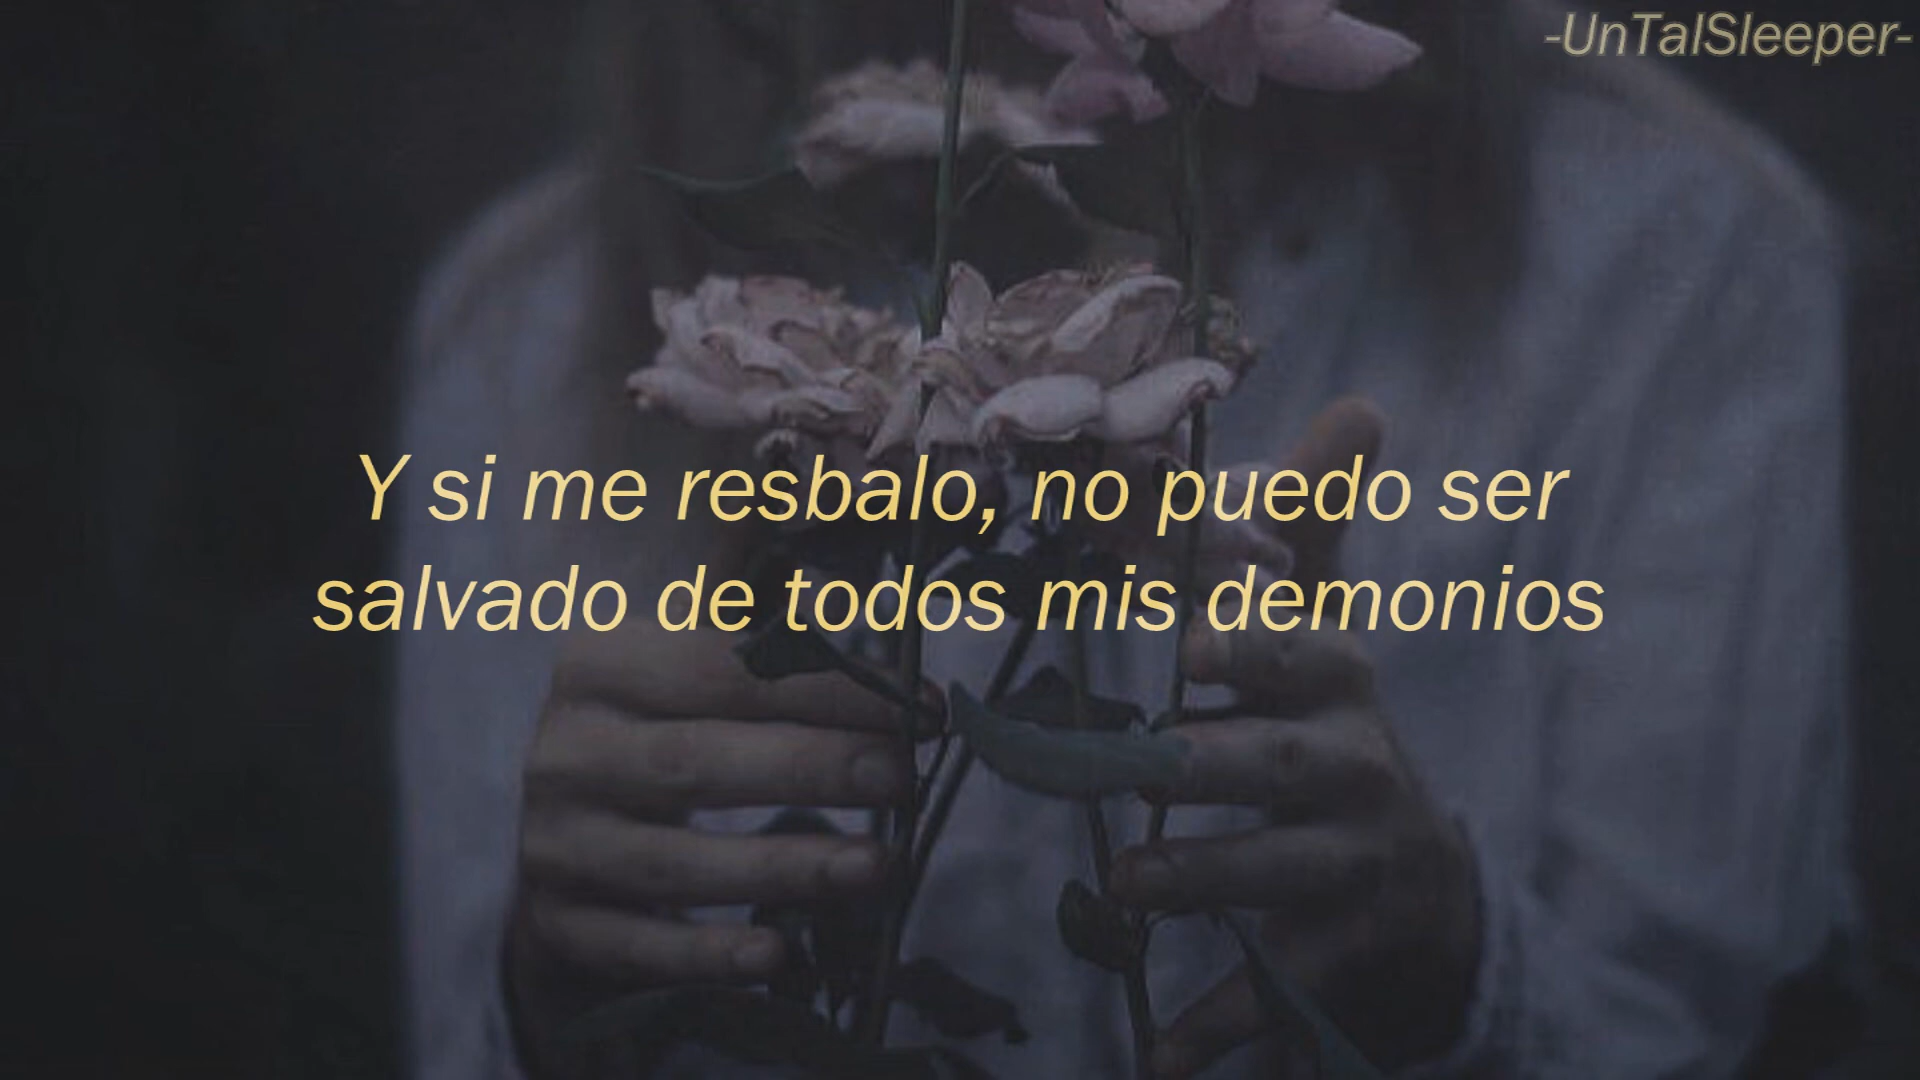 -UnTalSleeper-
Y si me resbalo, no puedo ser
salvado de todos mis demonios